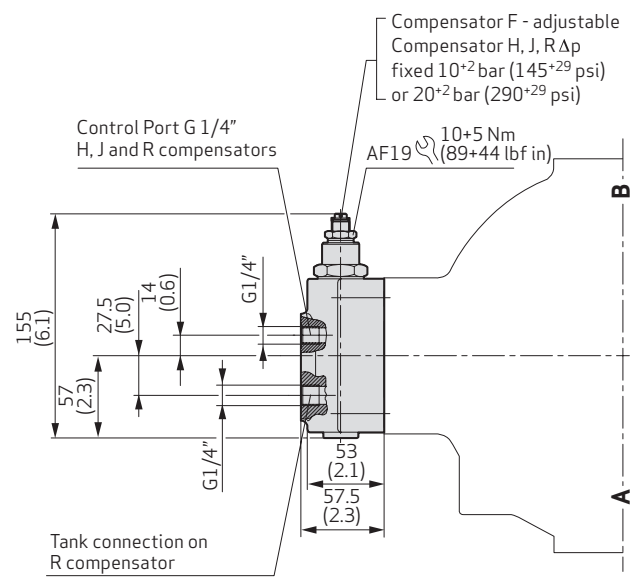 Compensator F - adjustable
Compensator H, J, R Δp
fixed 10+2 bar (145+29 psi)
or 20+2 bar (290+29 psi)
Control Port G 1/4”
H, J and R compensators
10+5 Nm
AF19 (89+44 lbf in)
B
155
(6.1)
27.5
(5.0)
14
(0.6)
G1/4”
57
(2.3)
G1/4”
53
(2.1)
57.5
(2.3)
A
Tank connection on
R compensator